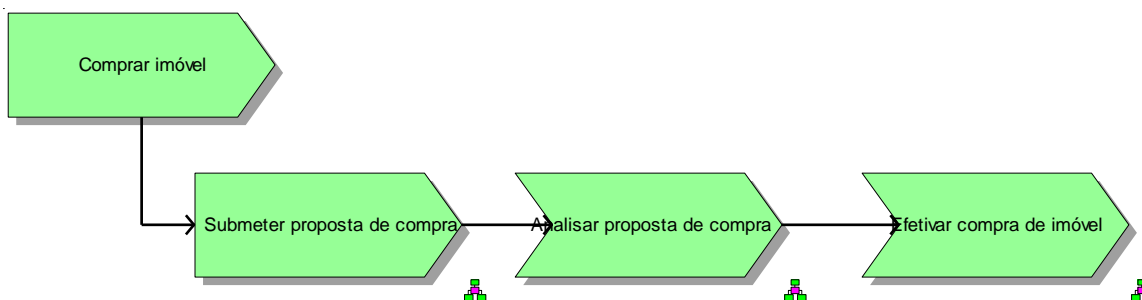 Comprar imóvel
Submeter proposta de compra
Analisar proposta de compra
Efetivar compra de imóvel